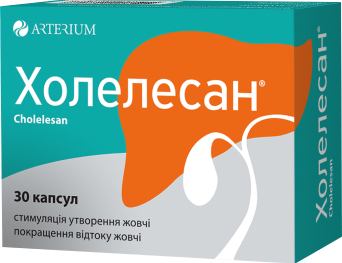 ARTERIUM
Холелесан®
Cholelesan
30 капсул
стимуляція утворення жовчі
покращення відтоку жовчі
Холелесан®
Cholelesan